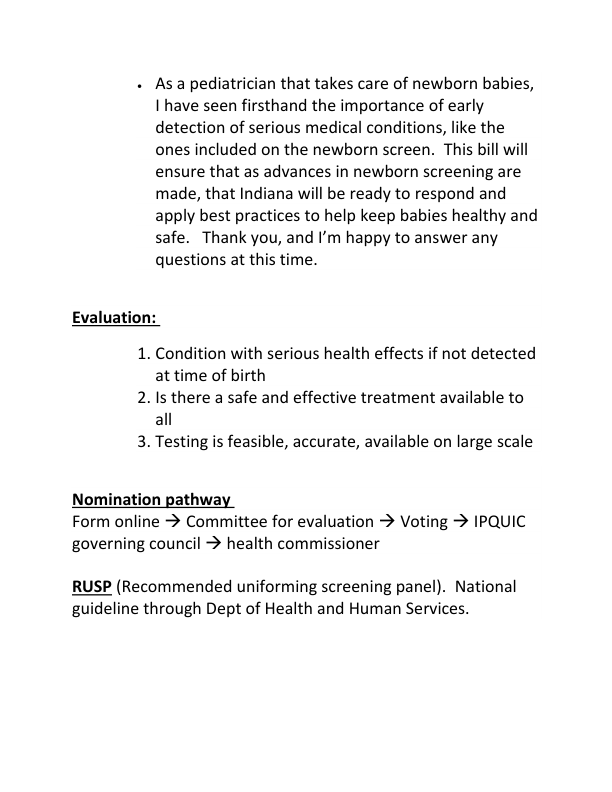 • As a pediatrician that takes care of newborn babies,
I have seen firsthand the importance of early
detection of serious medical conditions, like the
ones included on the newborn screen.  This bill will
ensure that as advances in newborn screening are
made, that Indiana will be ready to respond and
apply best practices to help keep babies healthy and
safe.   Thank you, and I’m happy to answer any
questions at this time.
Evaluation:
1. Condition with serious health effects if not detected
at time of birth
2. Is there a safe and effective treatment available to
all
3. Testing is feasible, accurate, available on large scale
Nomination pathway
Form online → Committee for evaluation → Voting → IPQUIC
governing council → health commissioner
RUSP (Recommended uniforming screening panel).  National
guideline through Dept of Health and Human Services.